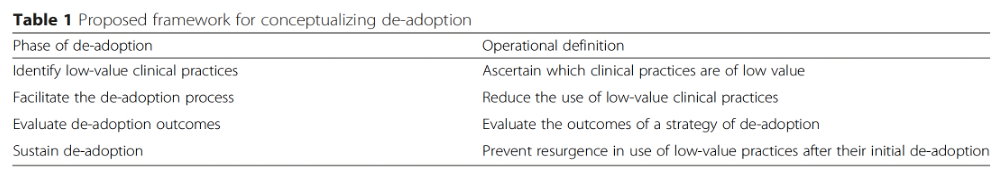 Table 1 Proposed framework for conceptualizing de-adoption
Phase of de-adoption Operational definition
Identify low-value clinical practices Ascertain which clinical practices are of low value
Facilitate the de-adoption process Reduce the use of low-value clinical practices
Evaluate de-adoption outcomes Evaluate the outcomes of a strategy of de-adoption
Sustain de-adoption Prevent resurgence in use of low-value practices after their initial de-adoption